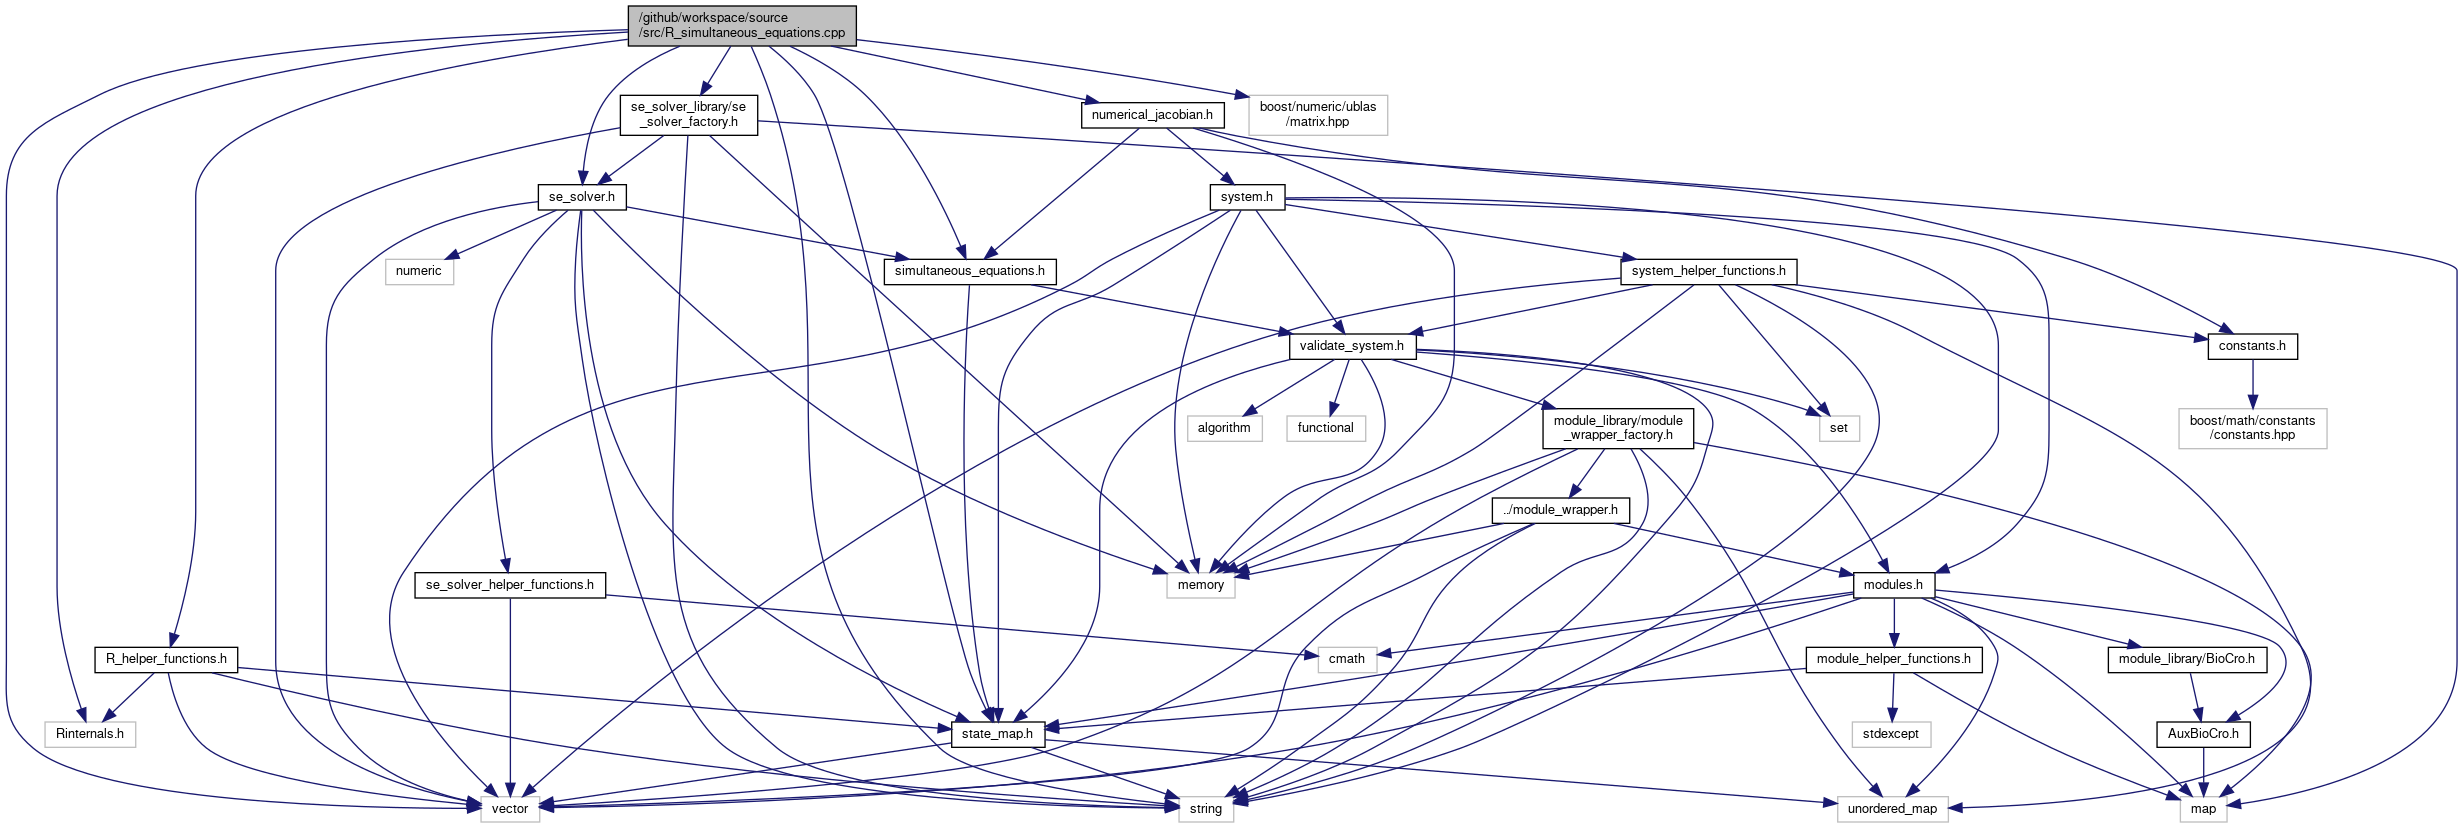 /github/workspace/source
/src/R_simultaneous_equations.cpp
se_solver_library/se
_solver_factory.h
numerical_jacobian.h
boost/numeric/ublas
/matrix.hpp
se_solver.h
system.h
numeric
simultaneous_equations.h
system_helper_functions.h
validate_system.h
constants.h
algorithm
functional
module_library/module
_wrapper_factory.h
set
boost/math/constants
/constants.hpp
../module_wrapper.h
se_solver_helper_functions.h
memory
modules.h
R_helper_functions.h
cmath
module_helper_functions.h
module_library/BioCro.h
Rinternals.h
state_map.h
stdexcept
AuxBioCro.h
vector
string
unordered_map
map